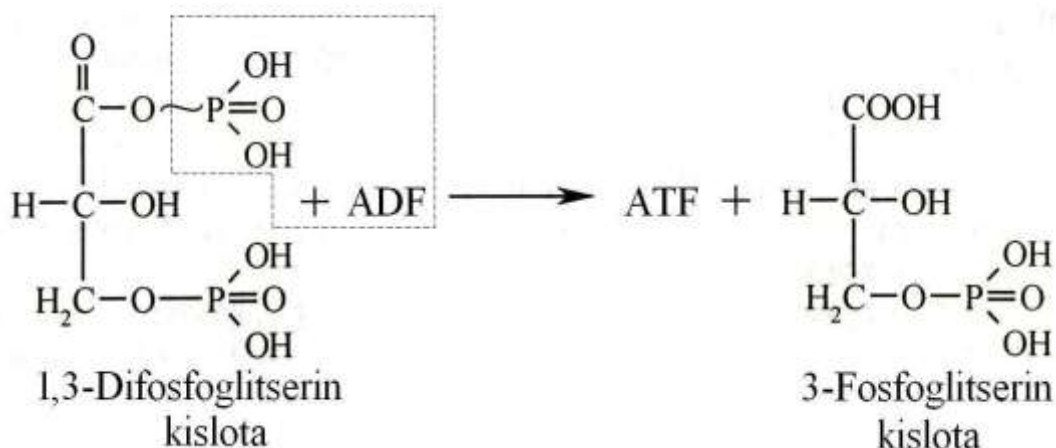 O
C—O~P=O
OH
OH
H—C—OH
H₂C—O—P=O
OH
OH
+ ADF
ATF +
COOH
H—C—OH
H₂C—O—P=O
OH
OH
1,3-Difosfoglitserin
kislota
3-Fosfoglitserin
kislota